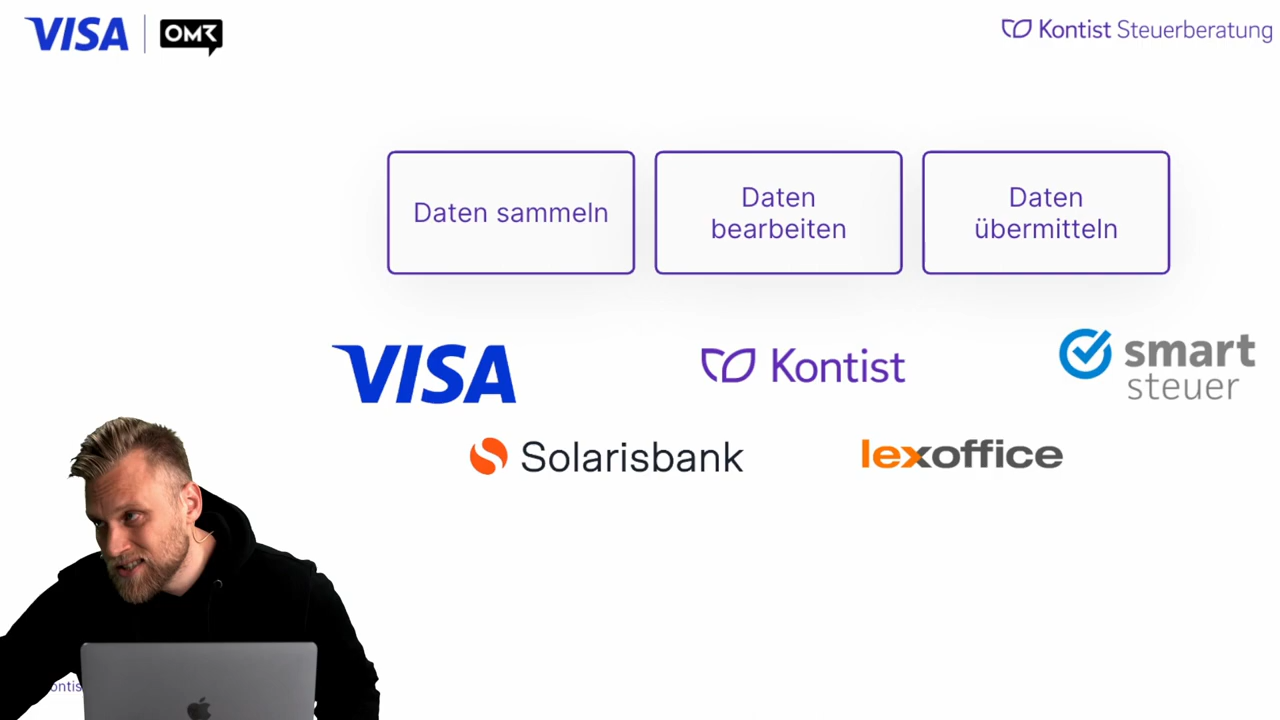 VISA OMR
Kontist Steuerberatung
Daten sammeln
Daten
bearbeiten
Daten
übermitteln
VISA
Kontist
smart
steuer
Solarisbank
lexoffice